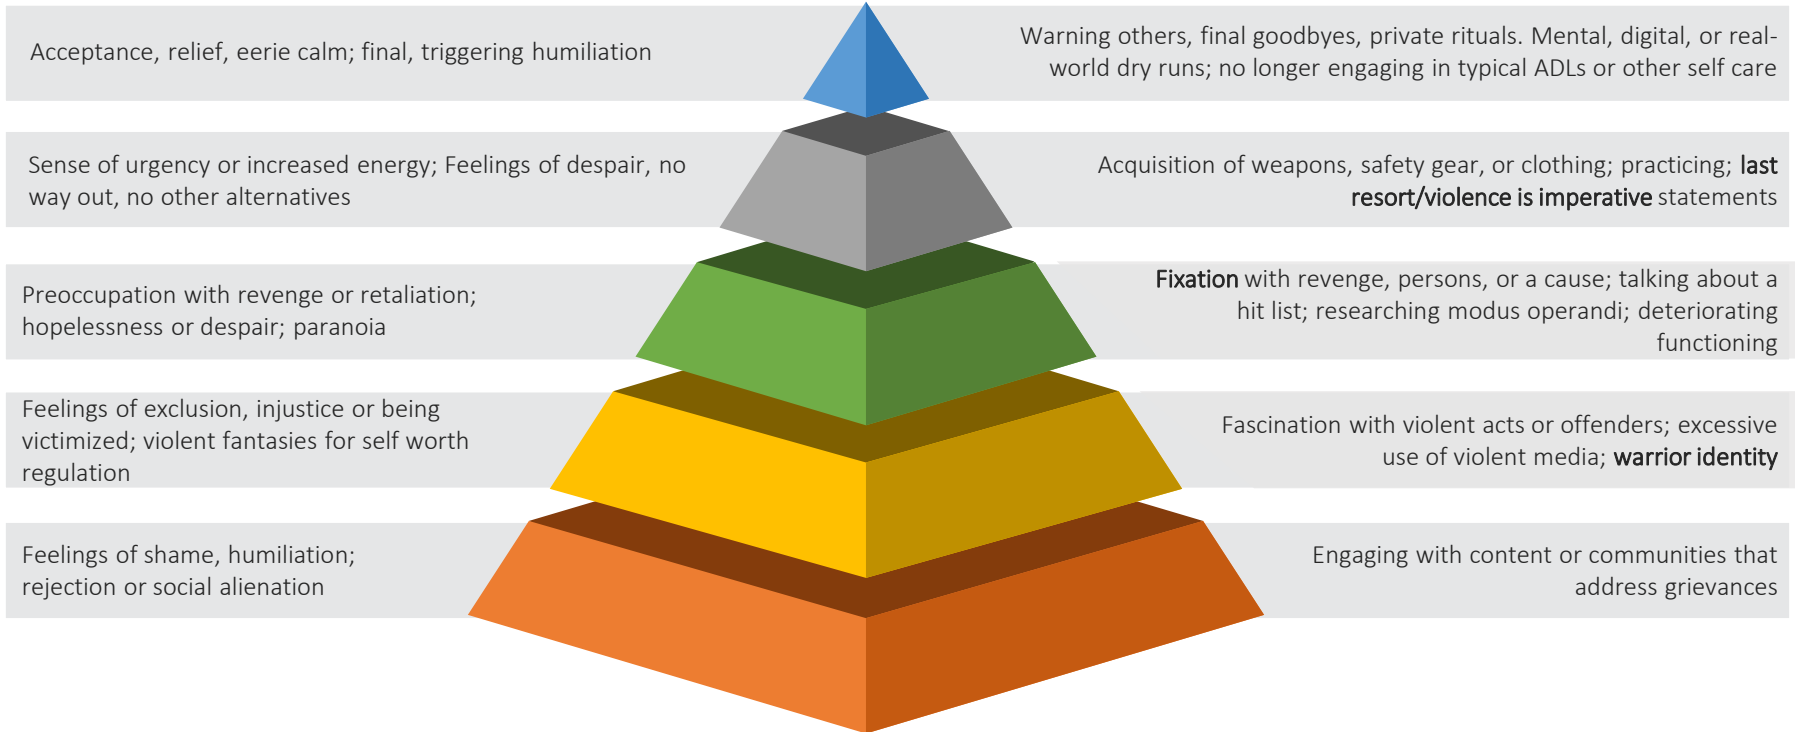 Acceptance, relief, eerie calm; final, triggering humiliation
Warning others, final goodbyes, private rituals. Mental, digital, or real-
world dry runs; no longer engaging in typical ADLs or other self care
Sense of urgency or increased energy; Feelings of despair, no
way out, no other alternatives
Acquisition of weapons, safety gear, or clothing; practicing; last
resort/violence is imperative statements
Preoccupation with revenge or retaliation;
hopelessness or despair; paranoia
Fixation with revenge, persons, or a cause; talking about a
hit list; researching modus operandi; deteriorating
functioning
Feelings of exclusion, injustice or being
victimized; violent fantasies for self worth
regulation
Fascination with violent acts or offenders; excessive
use of violent media; warrior identity
Feelings of shame, humiliation;
rejection or social alienation
Engaging with content or communities that
address grievances